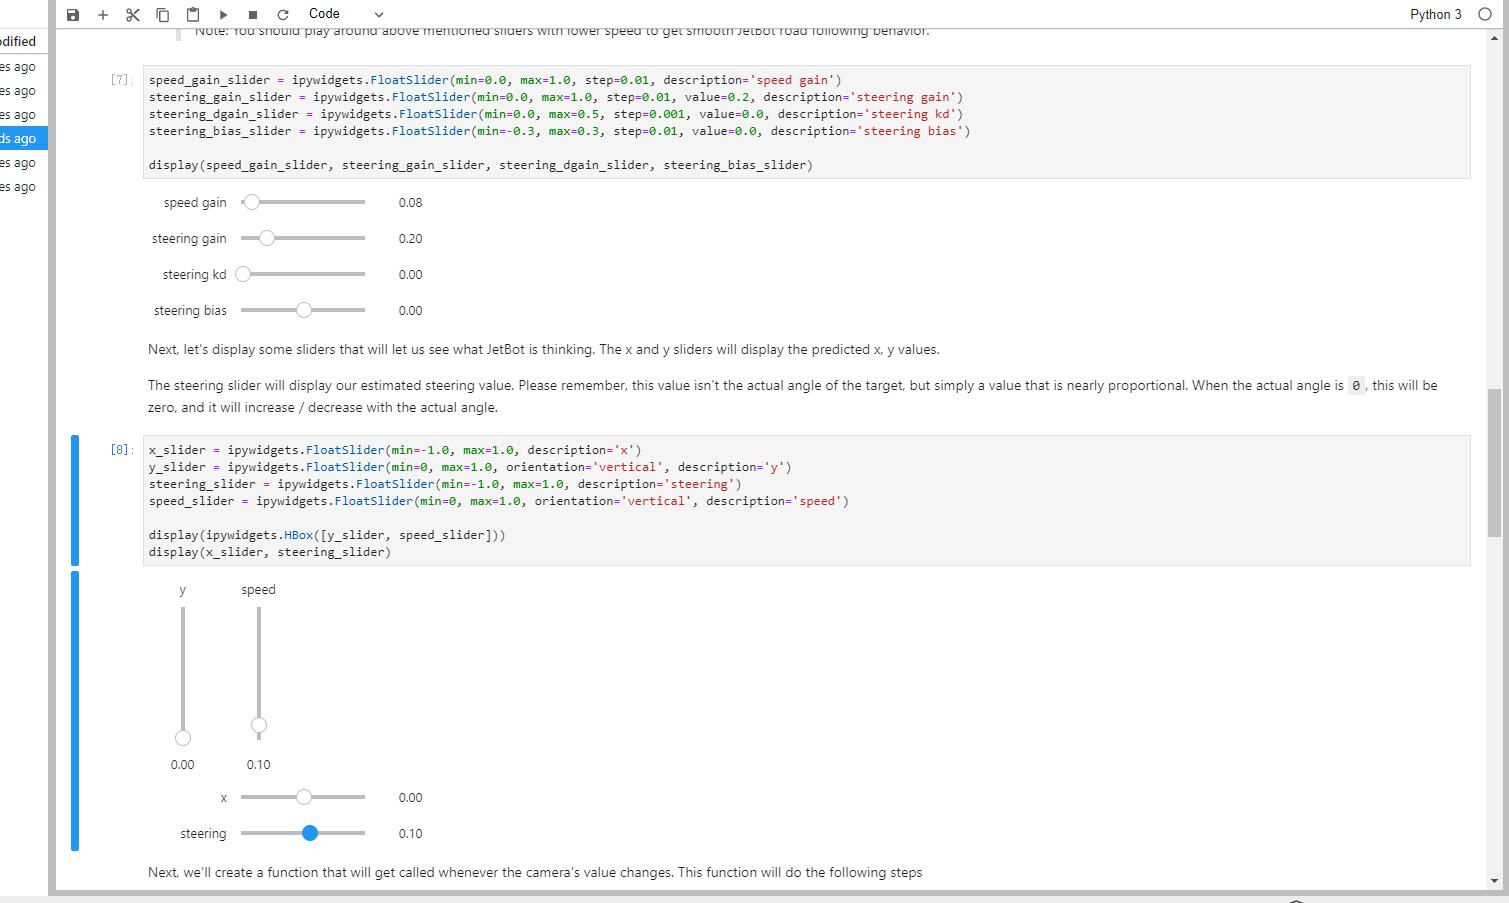 Code
Python 3
odified
es ago
es ago
es ago
ds ago
es ago
es ago
Note: You should play around above mentioned sliders with lower speed to get smooth JetBot road following behavior.
[7]:
speed_gain_slider = ipywidgets.FloatSlider(min=0.0, max=1.0, step=0.01, description='speed gain')
steering_gain_slider = ipywidgets.FloatSlider(min=0.0, max=1.0, step=0.01, value=0.2, description='steering gain')
steering_dgain_slider = ipywidgets.FloatSlider(min=0.0, max=0.5, step=0.001, value=0.0, description='steering kd')
steering_bias_slider = ipywidgets.FloatSlider(min=-0.3, max=0.3, step=0.01, value=0.0, description='steering bias')
display(speed_gain_slider, steering_gain_slider, steering_dgain_slider, steering_bias_slider)
speed gain 0.08
steering gain 0.20
steering kd 0.00
steering bias 0.00
Next, let's display some sliders that will let us see what JetBot is thinking. The x and y sliders will display the predicted x, y values.
The steering slider will display our estimated steering value. Please remember, this value isn't the actual angle of the target, but simply a value that is nearly proportional. When the actual angle is 0 , this will be
zero, and it will increase / decrease with the actual angle.
[8]:
x_slider = ipywidgets.FloatSlider(min=-1.0, max=1.0, description='x')
y_slider = ipywidgets.FloatSlider(min=0, max=1.0, orientation='vertical', description='y')
steering_slider = ipywidgets.FloatSlider(min=-1.0, max=1.0, description='steering')
speed_slider = ipywidgets.FloatSlider(min=0, max=1.0, orientation='vertical', description='speed')
display(ipywidgets.HBox([y_slider, speed_slider]))
display(x_slider, steering_slider)
y speed
0.00 0.10
x 0.00
steering 0.10
Next, we'll create a function that will get called whenever the camera's value changes. This function will do the following steps